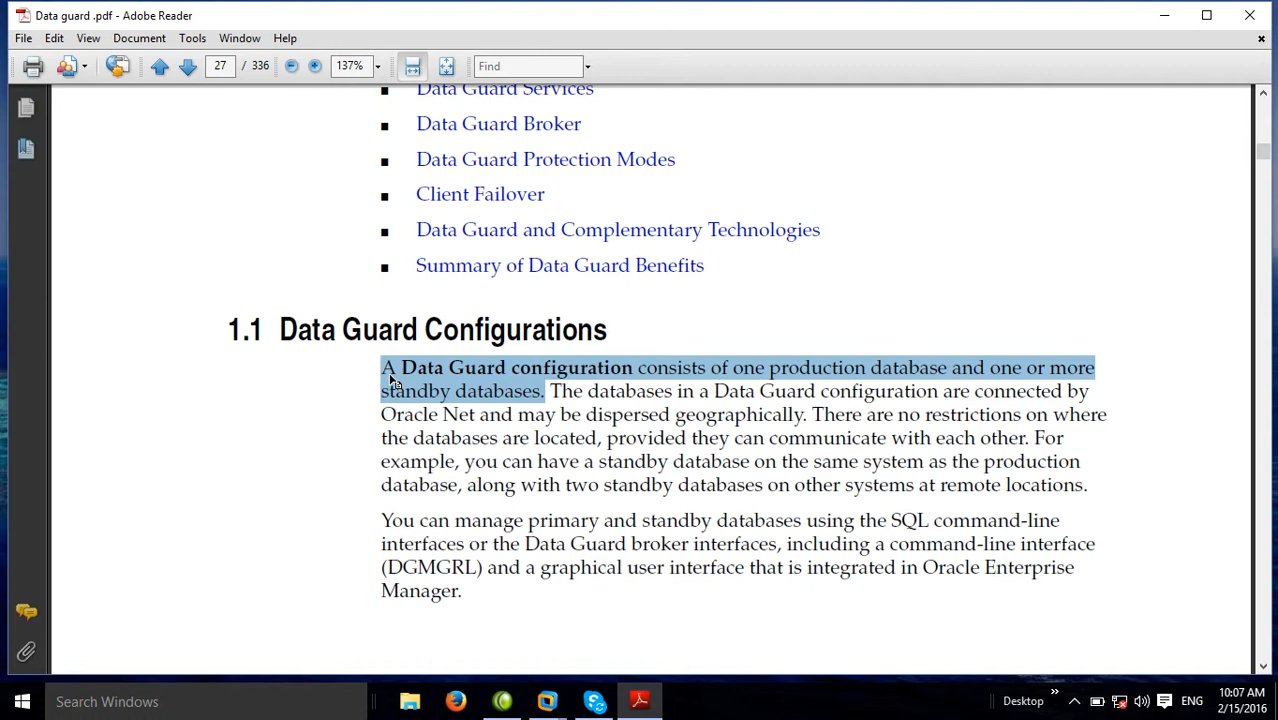 Data guard .pdf - Adobe Reader
File Edit View Document Tools Window Help
27 / 336 137% Find
Data Guard Services
Data Guard Broker
Data Guard Protection Modes
Client Failover
Data Guard and Complementary Technologies
Summary of Data Guard Benefits
1.1 Data Guard Configurations
A Data Guard configuration consists of one production database and one or more
standby databases. The databases in a Data Guard configuration are connected by
Oracle Net and may be dispersed geographically. There are no restrictions on where
the databases are located, provided they can communicate with each other. For
example, you can have a standby database on the same system as the production
database, along with two standby databases on other systems at remote locations.
You can manage primary and standby databases using the SQL command-line
interfaces or the Data Guard broker interfaces, including a command-line interface
(DGMGRL) and a graphical user interface that is integrated in Oracle Enterprise
Manager.
Search Windows
Desktop
ENG
10:07 AM
2/15/2016